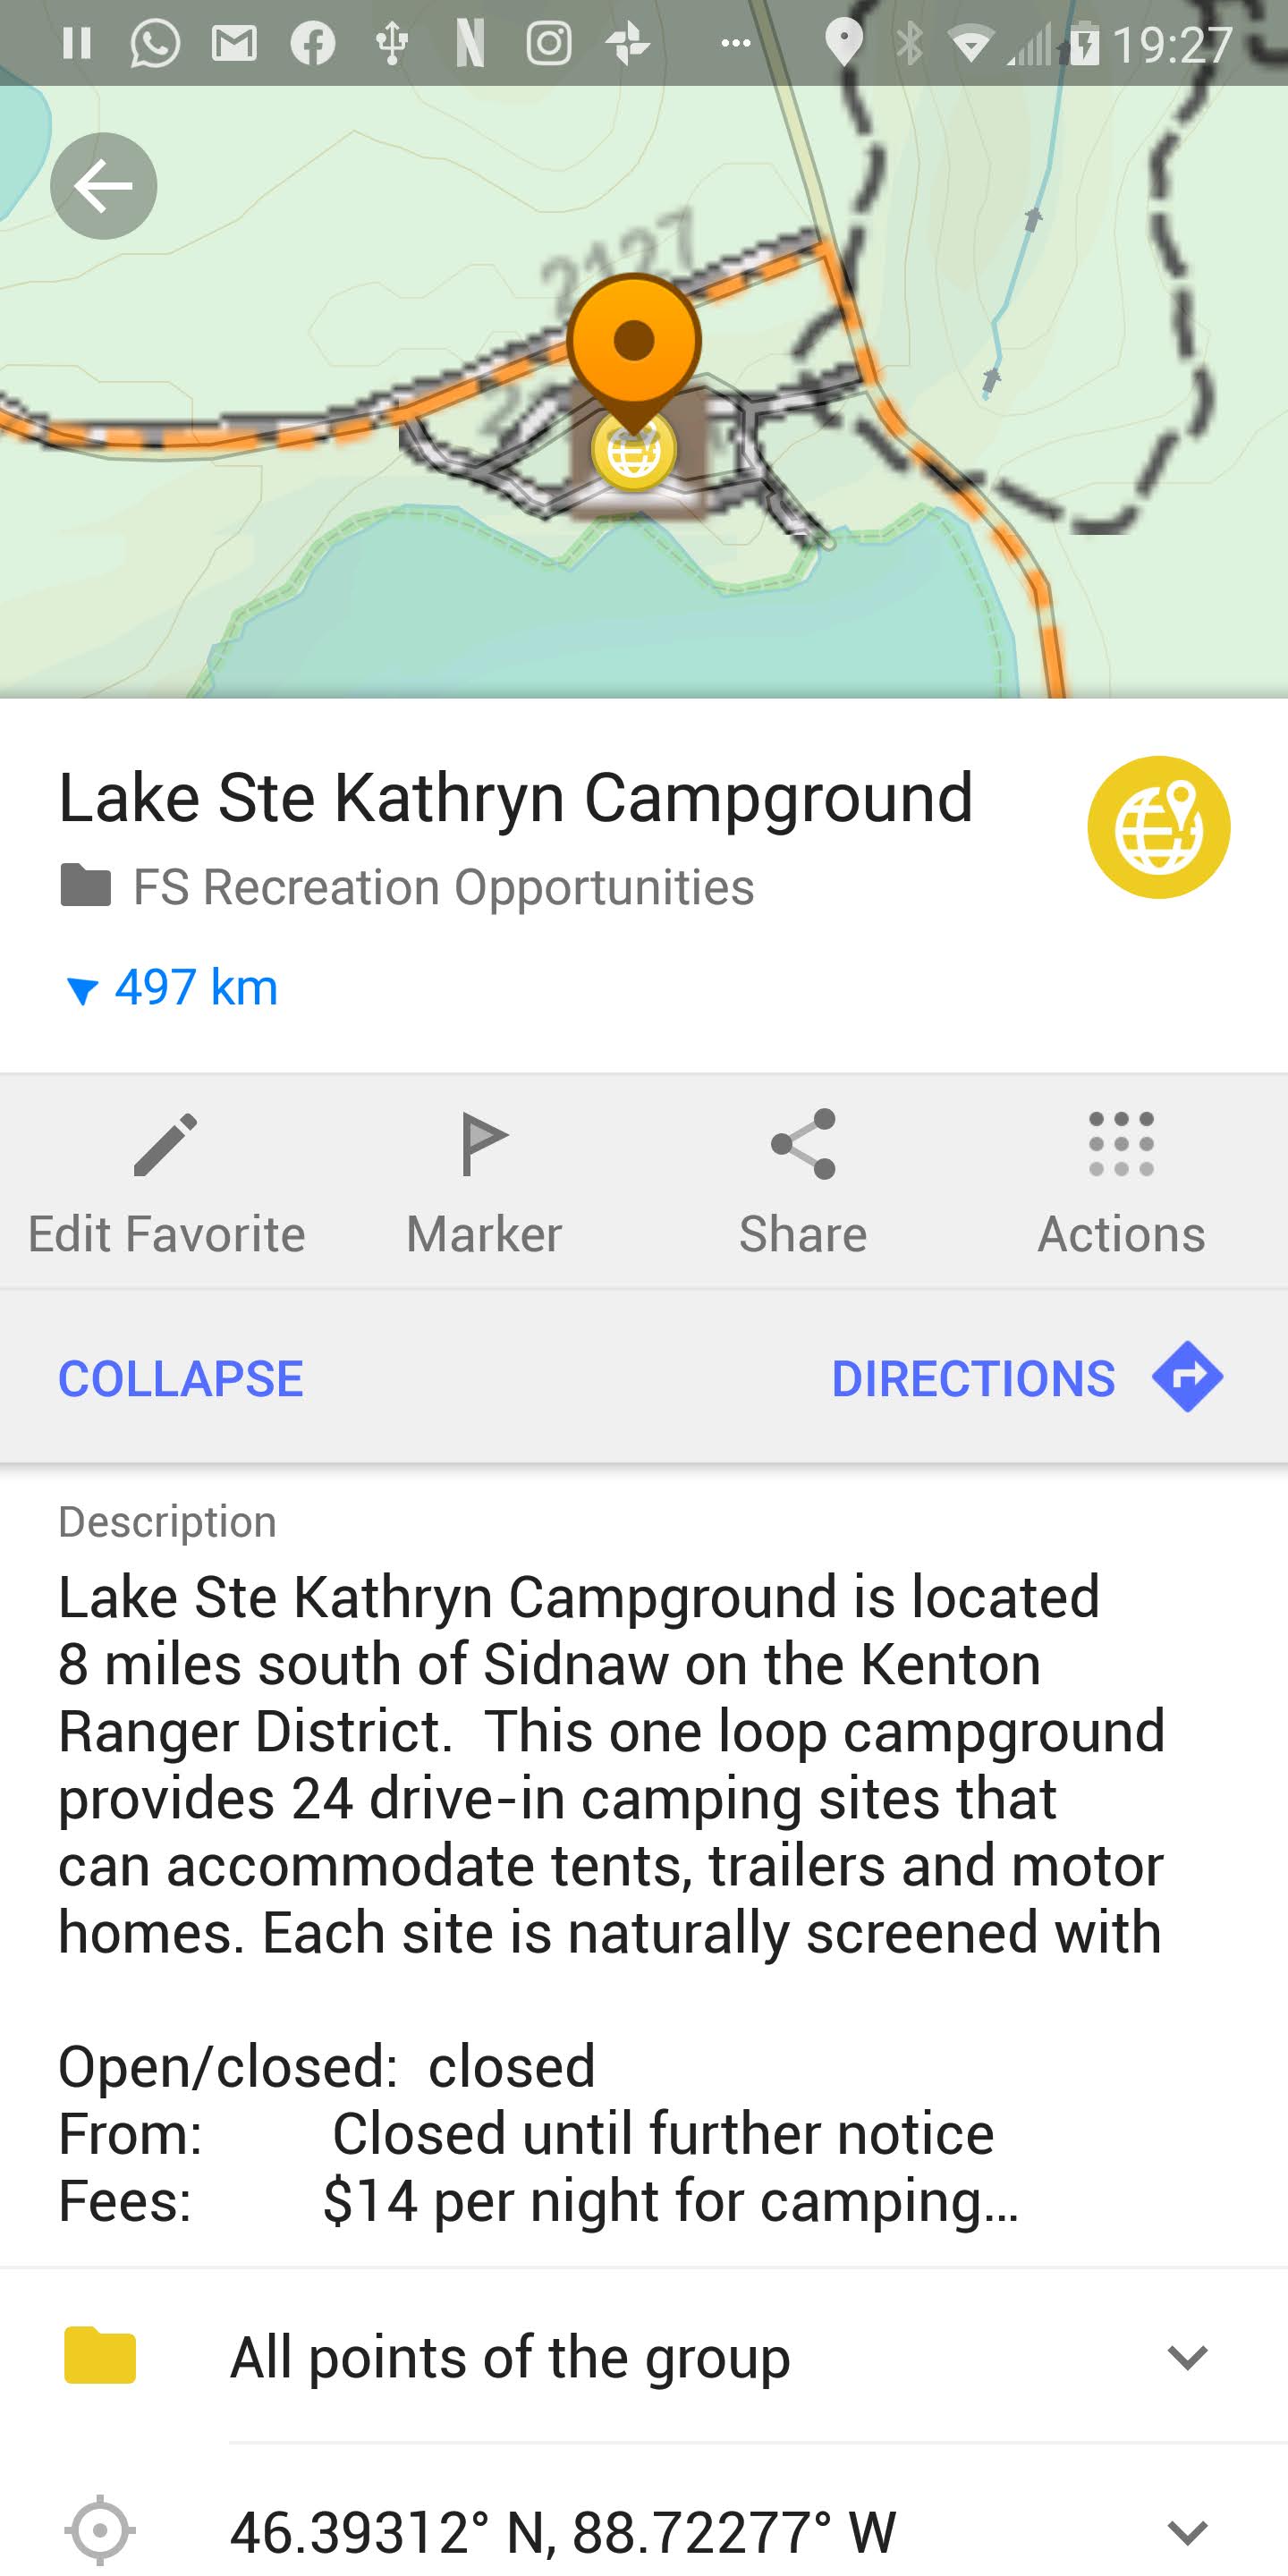 19:27
2127
Lake Ste Kathryn Campground
FS Recreation Opportunities
497 km
Edit Favorite
Marker
Share
Actions
COLLAPSE
DIRECTIONS
Description
Lake Ste Kathryn Campground is located
8 miles south of Sidnaw on the Kenton
Ranger District.  This one loop campground
provides 24 drive-in camping sites that
can accommodate tents, trailers and motor
homes. Each site is naturally screened with
Open/closed:  closed
From:         Closed until further notice
Fees:         $14 per night for camping…
All points of the group
46.39312° N, 88.72277° W